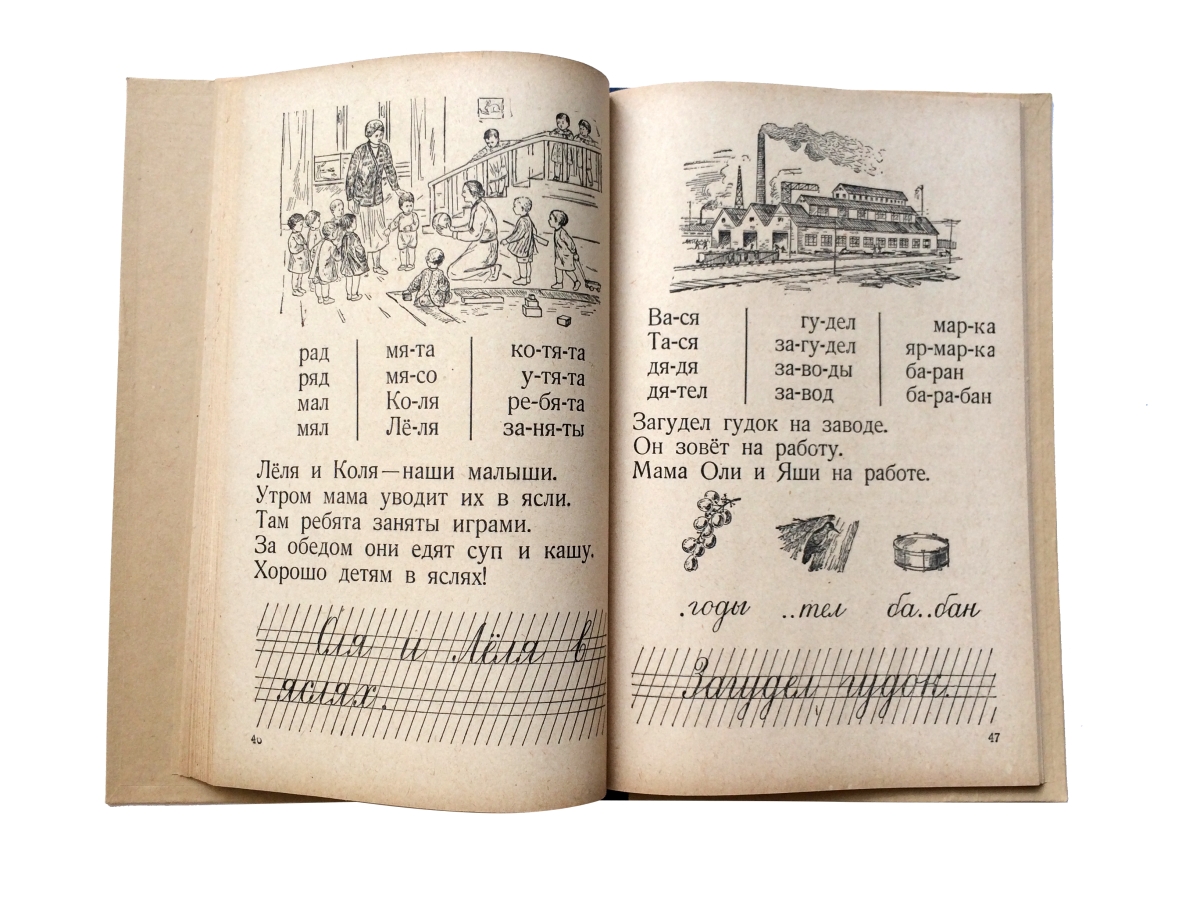 рад мя-та ко-тя-та
ряд мя-со у-тя-та
мал Ко-ля ре-бя-та
мял Лё-ля за-ня-ты
Лёля и Коля — наши малыши.
Утром мама уводит их в ясли.
Там ребята заняты играми.
За обедом они едят суп и кашу.
Хорошо детям в яслях!
Оля и Лёля в
яслях.
46
Ва-ся гу-дел мар-ка
Та-ся за-гу-дел яр-мар-ка
дя-дя за-во-ды ба-ран
дя-тел за-вод ба-ра-бан
Загудел гудок на заводе.
Он зовёт на работу.
Мама Оли и Яши на работе.
.годы ..тел ба..бан
Загудел гудок.
47